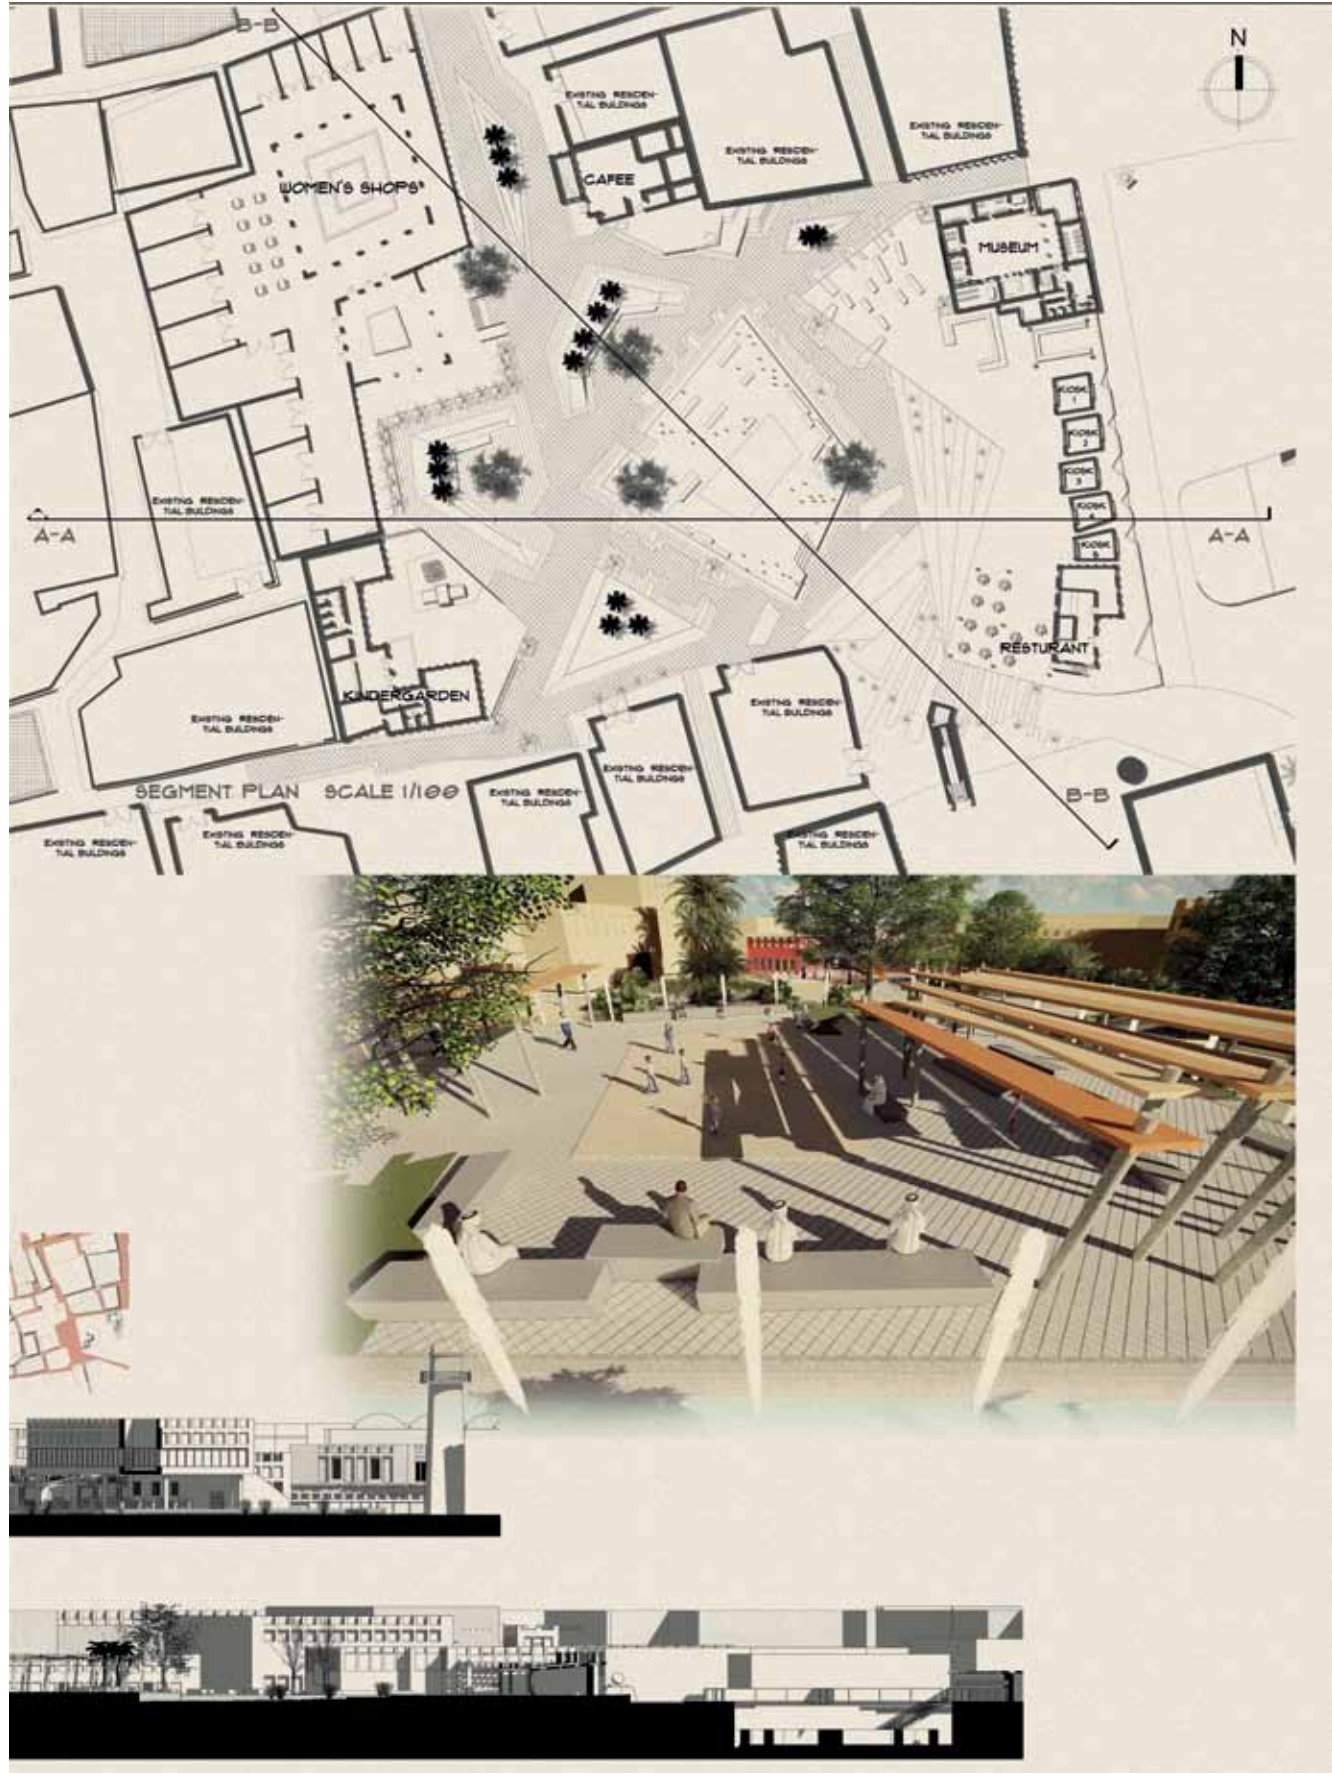 B-B
N
EXISTING RESIDEN-
TIAL BUILDINGS
EXISTING RESIDEN-
TIAL BUILDINGS
EXISTING RESIDEN-
TIAL BUILDINGS
CAFEE
WOMEN'S SHOPS
MUSEUM
KIOSK
1
KIOSK
2
KIOSK
3
KIOSK
4
KIOSK
5
EXISTING RESIDEN-
TIAL BUILDINGS
A-A
A-A
RESTURANT
KINDERGARDEN
EXISTING RESIDEN-
TIAL BUILDINGS
EXISTING RESIDEN-
TIAL BUILDINGS
EXISTING RESIDEN-
TIAL BUILDINGS
SEGMENT PLAN SCALE 1/100
EXISTING RESIDEN-
TIAL BUILDINGS
B-B
EXISTING RESIDEN-
TIAL BUILDINGS
EXISTING RESIDEN-
TIAL BUILDINGS
EXISTING RESIDEN-
TIAL BUILDINGS